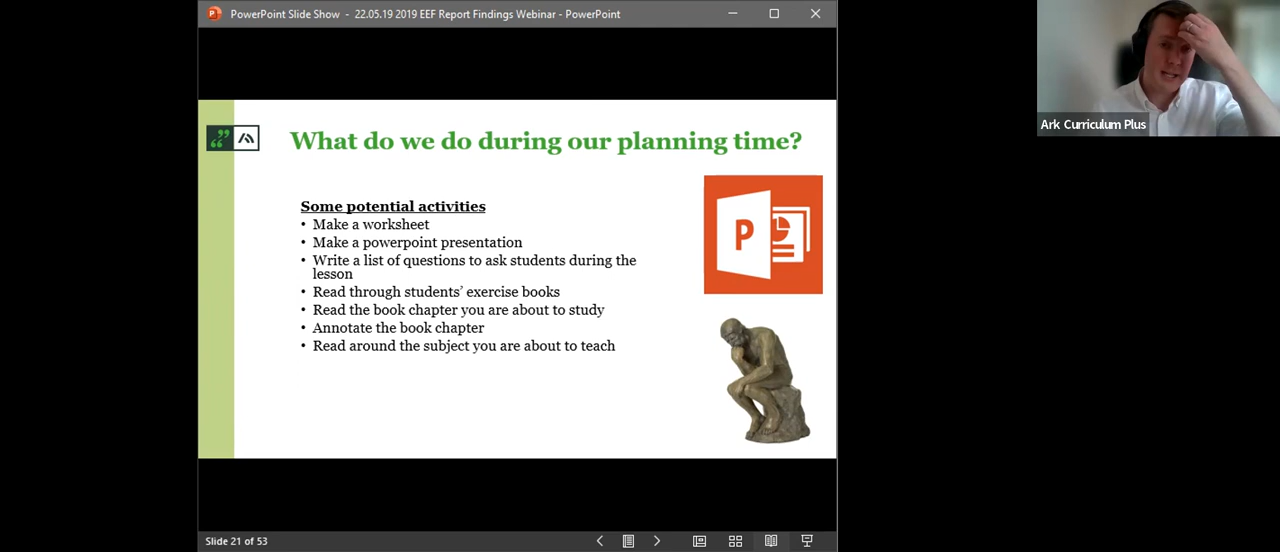 PowerPoint Slide Show - 22.05.19 2019 EEF Report Findings Webinar - PowerPoint
What do we do during our planning time?
Some potential activities
• Make a worksheet
• Make a powerpoint presentation
• Write a list of questions to ask students during the
lesson
• Read through students’ exercise books
• Read the book chapter you are about to study
• Annotate the book chapter
• Read around the subject you are about to teach
P
Ark Curriculum Plus
Slide 21 of 53